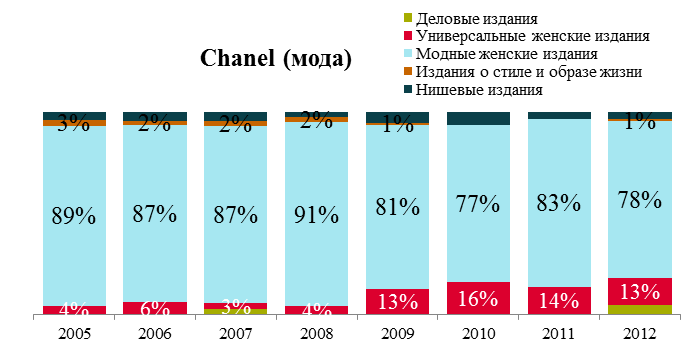 Деловые издания
Универсальные женские издания
Chanel (мода)
Модные женские издания
Издания о стиле и образе жизни
Нишевые издания
3% 2% 2% 2% 1% 1%
89% 87% 87% 91% 81% 77% 83% 78%
4% 6% 3% 4% 13% 16% 14% 13%
2005 2006 2007 2008 2009 2010 2011 2012